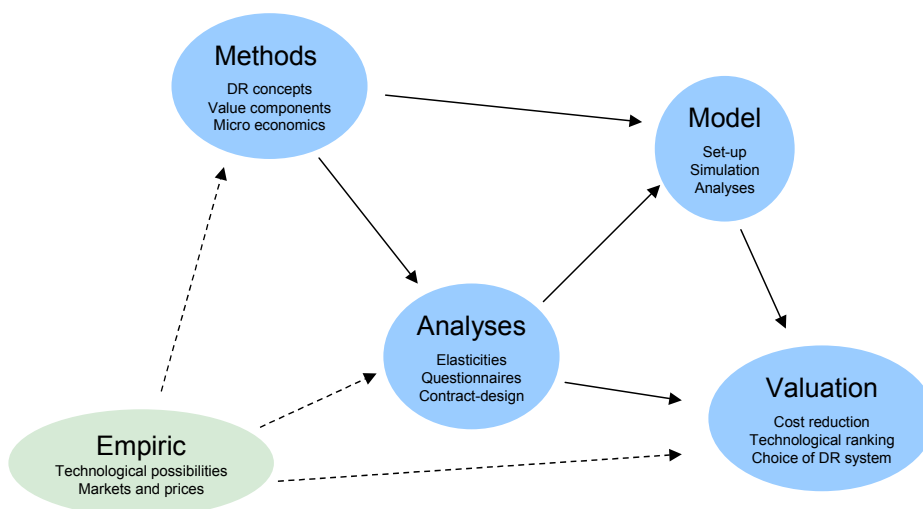 Methods
DR concepts
Value components
Micro economics
Model
Set-up
Simulation
Analyses
Analyses
Elasticities
Questionnaires
Contract-design
Valuation
Cost reduction
Technological ranking
Choice of DR system
Empiric
Technological possibilities
Markets and prices